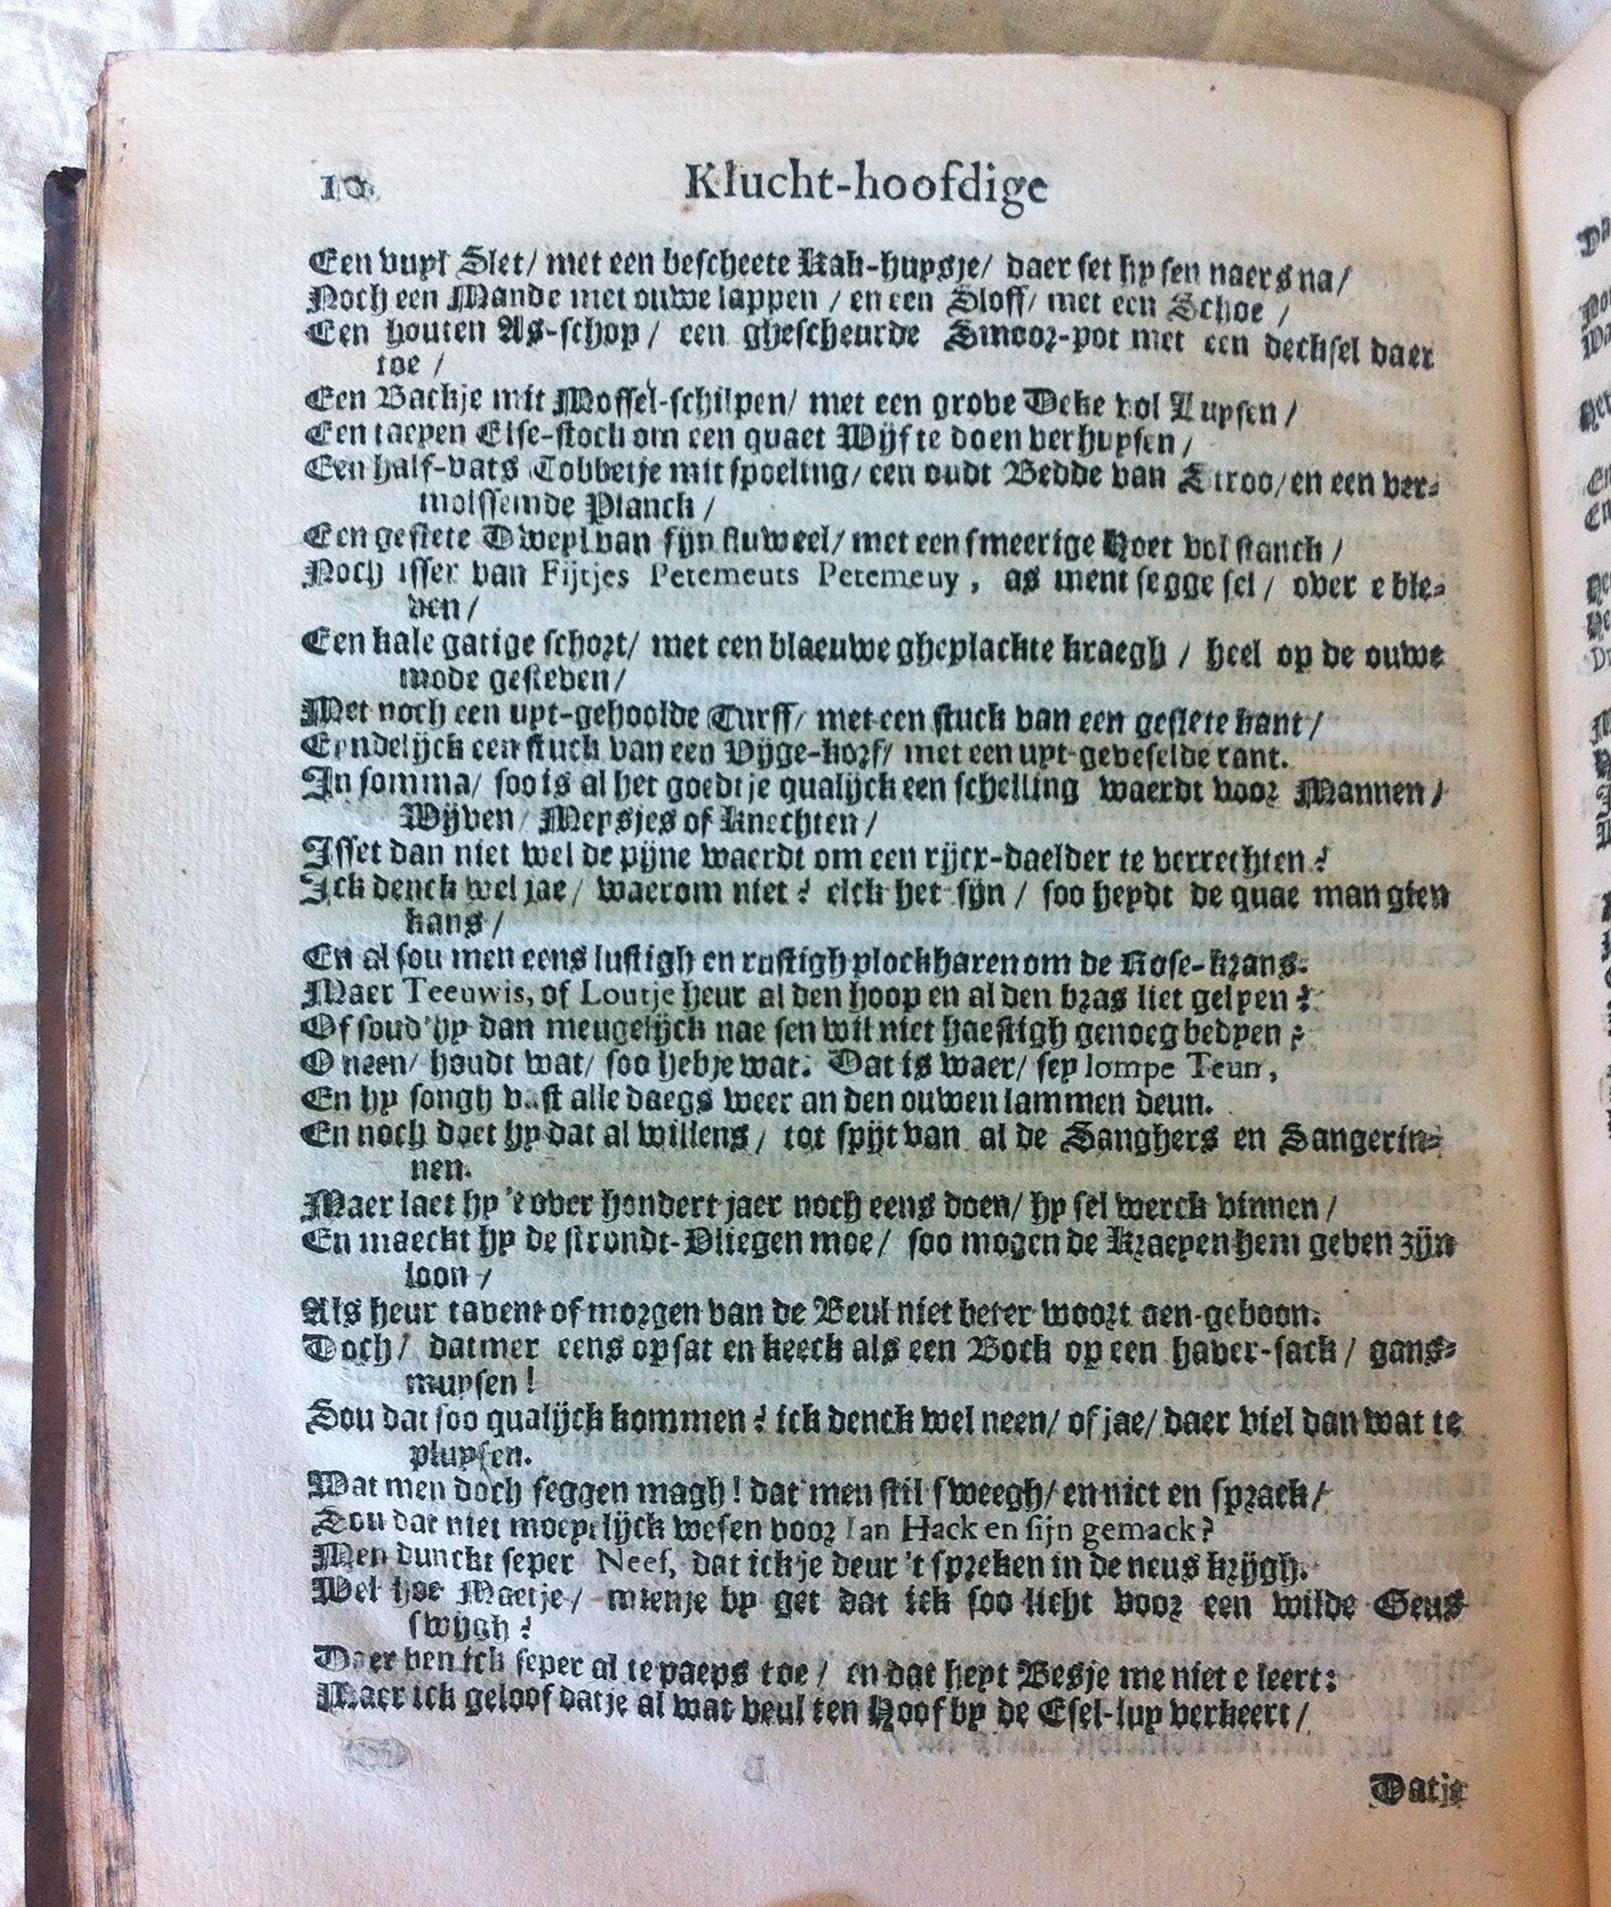 10 Klucht-hoofdige
Een vuyl Slet/ met een bescheete Kak-huysje/ daer set hy sen naers na/
Noch een Mande met ouwe lappen / en een Sloff/ met een Schoe /
Een houten As-schop / een ghescheurde Smoor-pot met een decksel daer
toe /
Een Backje mit Mossel-schilpen/ met een grove Deke vol Luysen /
Een taeyen Else-stock om een quaet Wijf te doen verhuysen /
Een half-vats Tobbetje mit spoeling/ een oudt Bedde van Stroo/ en een ver-
molssemde Planck /
Een gesлete Dweyl van fijn fluweel/ met een smeerige Hoet vol stanck /
Noch isser van Fijtjes Petemeuts Petemeuy, as ment segge sel / over e ble-
ven /
Een kale gatige schort/ met een blaeuwe gheplackte kraegh / heel op de ouwe
mode gesteven /
Met noch een uyt-gehoolde Turff/ met een stuck van een geslete kant /
Eyndelijck een stuck van een Vijge-korf/ met een uyt-geveselde rant.
In somma/ soo is al het goedtje qualijck een schelling waerdt voor Mannen /
Wijven/ Meysjes of Knechten /
Isset dan niet wel de pijne waerdt om een rijcx-daelder te verrechten?
Ick denck wel jae / waerom niet? elck het sijn / soo heydt de quae man gien
kans /
En al sou men eens lustigh en rustigh plockharen om de Rose-krans.
Maer Teeuwis, of Loutje heur al den hoop en al den bras liet gelpen?
Of soud'hy dan meugelijck nae sen wil niet haestigh genoeg bedyen?
O neen/ houdt wat/ soo hebje wat. Dat is waer/ sey lompe Teun,
En hy songh vast alle daegs weer an den ouwen lammen deun.
En noch doet hy dat al willens / tot spijt van al de Sanghers en Sangerin-
nen.
Maer laet hy 't over hondert jaer noch eens doen/ hy sel werck vinnen /
En maeckt hy de strondt-Vliegen moe / soo mogen de Kraeyen hem geven zijn
loon /
Als heur tavent of morgen van de Beul niet beter woort aen-geboon.
Doch / datmer eens op sat en keeck als een Bock op een haver-sack / gans-
muysen!
Sou dat soo qualijck kommen? ick denck wel neen/ of jae/ daer viel dan wat te
pluysen.
Wat men doch seggen magh! dat men stil sweegh/ en niet en sprack /
Sou dat niet moeyelijck wesen voor Ian Hack en sijn gemack?
Men dunckt seper Neef, dat ick je deur 't spreken in de neus krijgh.
Wel hoe Maetje / mienje by get dat ick soo licht voor een wilde Geus
swijgh?
Daer ben ick seper al te paeps toe / en dat heyt Besje me niet e leert:
Maer ick geloof datje al wat veul ten Hoof by de Esel-luy verkeert /
Datje